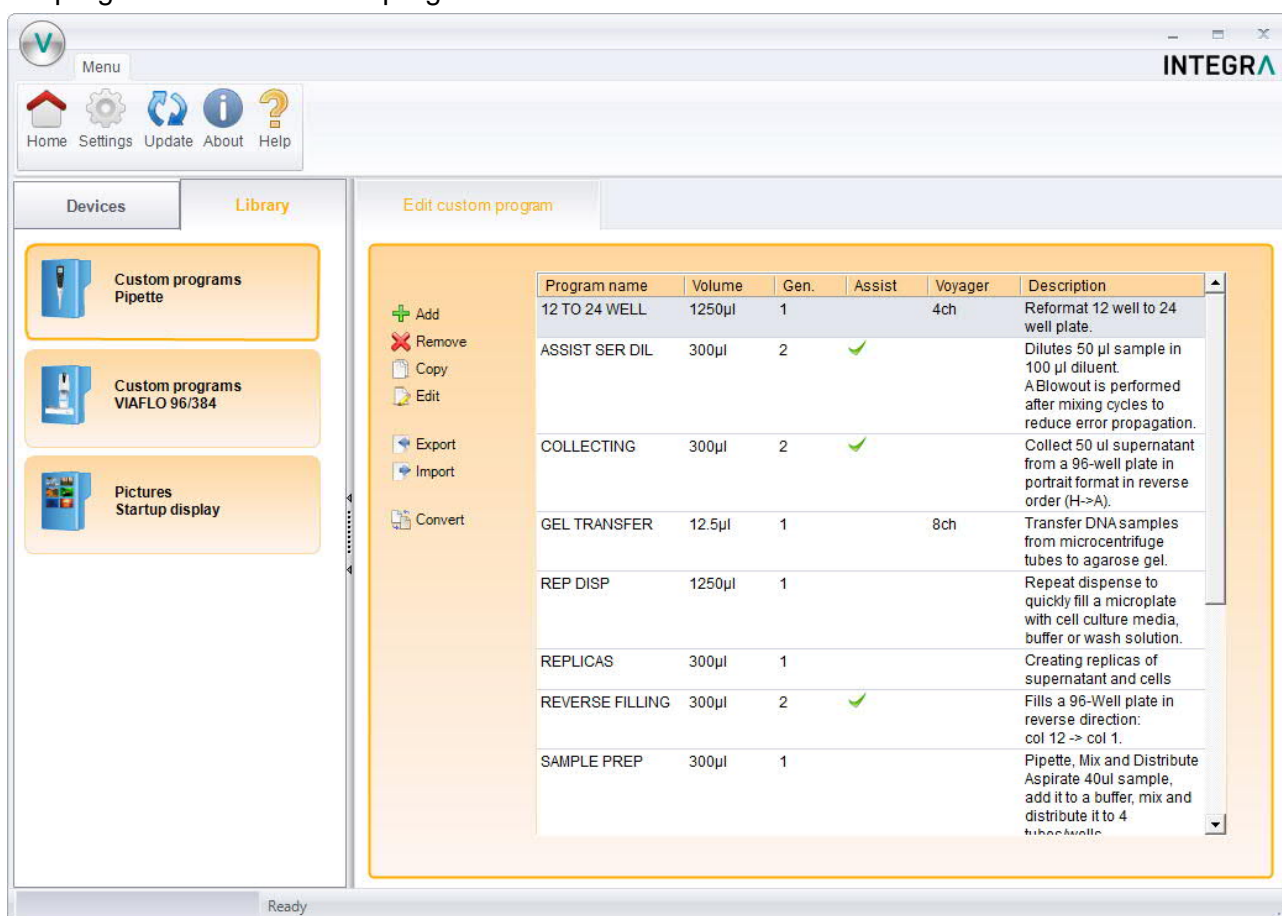 V
Menu
INTEGRA
Home Settings Update About Help
Devices Library
Edit custom program
Custom programs
Pipette
Custom programs
VIAFLO 96/384
Pictures
Startup display
Add
Remove
Copy
Edit
Export
Import
Convert
Program name Volume Gen. Assist Voyager Description
12 TO 24 WELL 1250µl 1 4ch Reformat 12 well to 24
well plate.
ASSIST SER DIL 300µl 2 Dilutes 50 µl sample in
100 µl diluent.
A Blowout is performed
after mixing cycles to
reduce error propagation.
COLLECTING 300µl 2 Collect 50 ul supernatant
from a 96-well plate in
portrait format in reverse
order (H->A).
GEL TRANSFER 12.5µl 1 8ch Transfer DNA samples
from microcentrifuge
tubes to agarose gel.
REP DISP 1250µl 1 Repeat dispense to
quickly fill a microplate
with cell culture media,
buffer or wash solution.
REPLICAS 300µl 1 Creating replicas of
supernatant and cells
REVERSE FILLING 300µl 2 Fills a 96-Well plate in
reverse direction:
col 12 -> col 1.
SAMPLE PREP 300µl 1 Pipette, Mix and Distribute
Aspirate 40ul sample,
add it to a buffer, mix and
distribute it to 4
tubes/wells
Ready